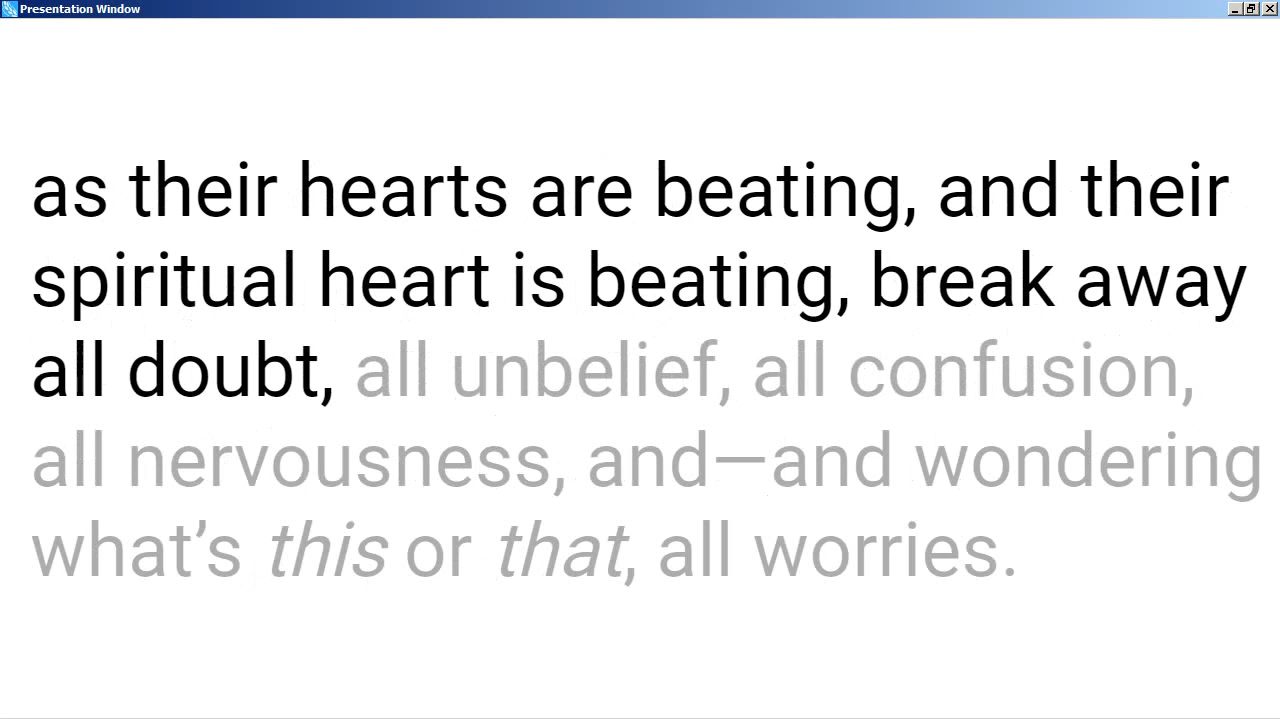 Presentation Window
as their hearts are beating, and their
spiritual heart is beating, break away
all doubt, all unbelief, all confusion,
all nervousness, and—and wondering
what’s this or that, all worries.